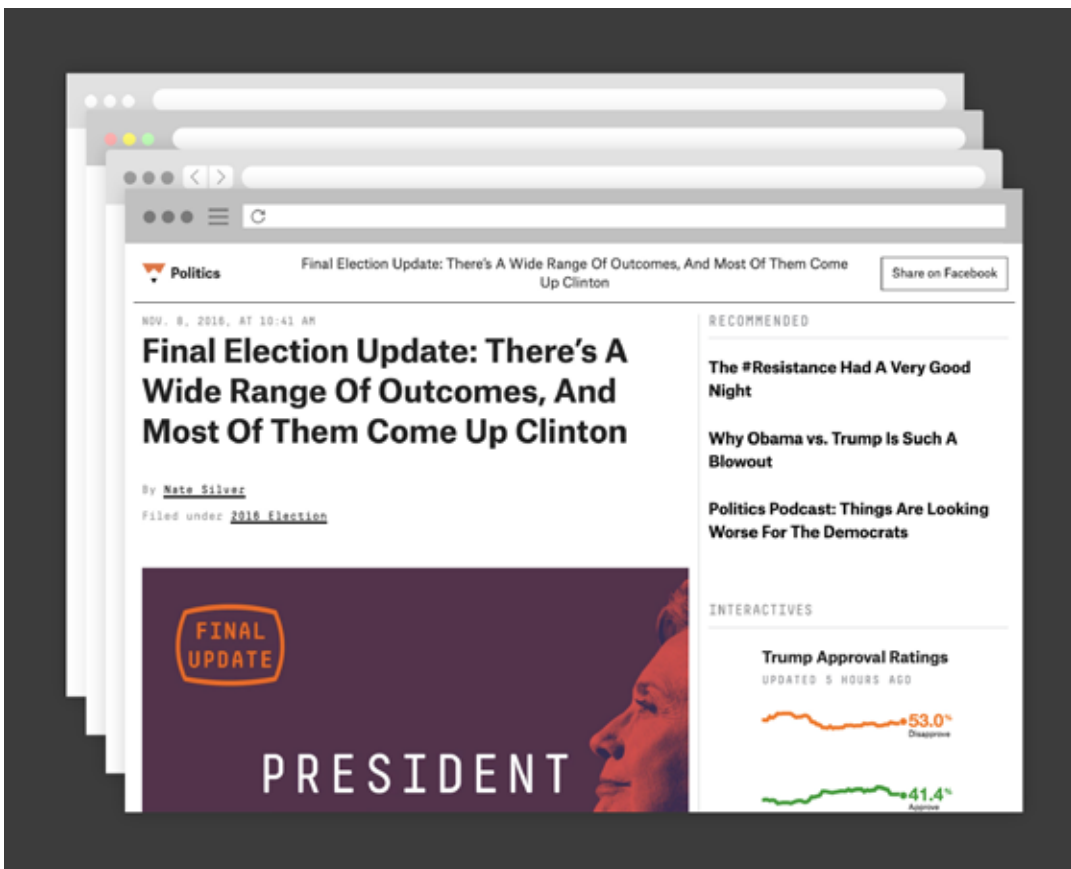 Politics
Final Election Update: There's A Wide Range Of Outcomes, And Most Of Them Come
Up Clinton
Share on Facebook
NOV. 8, 2016, AT 10:41 AM
Final Election Update: There's A
Wide Range Of Outcomes, And
Most Of Them Come Up Clinton
By Nate Silver
Filed under 2016 Election
FINAL
UPDATE
PRESIDENT
RECOMMENDED
The #Resistance Had A Very Good
Night
Why Obama vs. Trump Is Such A
Blowout
Politics Podcast: Things Are Looking
Worse For The Democrats
INTERACTIVES
Trump Approval Ratings
UPDATED 5 HOURS AGO
53.0%
Disapprove
41.4%
Approve